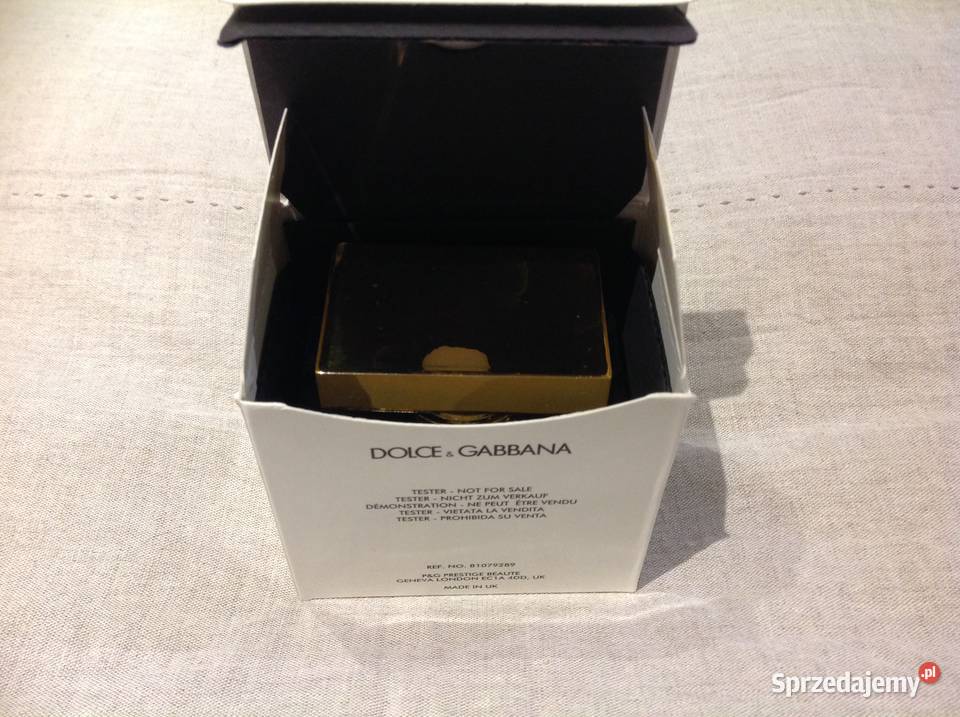 DOLCE & GABBANA
TESTER - NOT FOR SALE
TESTER - NICHT ZUM VERKAUF
DÉMONSTRATION - NE PEUT ÊTRE VENDU
TESTER - VIETATA LA VENDITA
TESTER - PROHIBIDA SU VENTA
REF. NO. 81079289
P&G PRESTIGE BEAUTE
GENEVA LONDON EC1A 4DD, UK
MADE IN UK
Sprzedajemy.pl